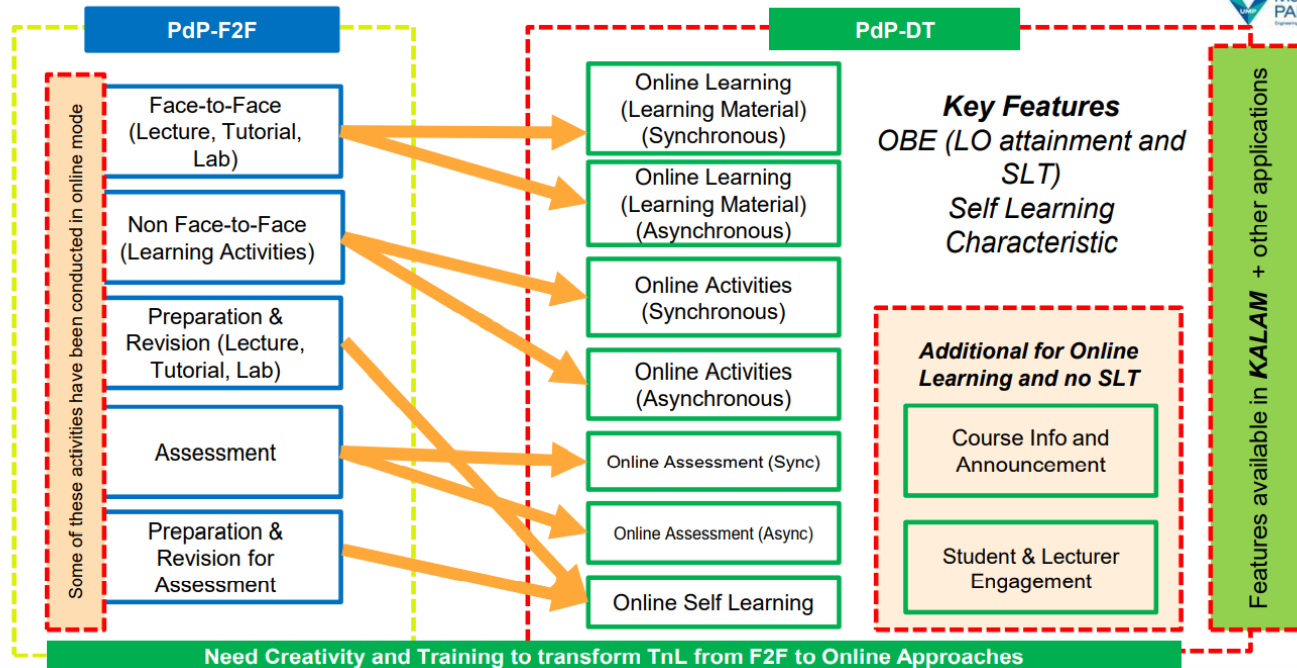 PdP-F2F
PdP-DT
UMP
PA
Some of these activities have been conducted in online mode
Face-to-Face
(Lecture, Tutorial,
Lab)
Non Face-to-Face
(Learning Activities)
Preparation &
Revision (Lecture,
Tutorial, Lab)
Assessment
Preparation &
Revision for
Assessment
Online Learning
(Learning Material)
(Synchronous)
Online Learning
(Learning Material)
(Asynchronous)
Online Activities
(Synchronous)
Online Activities
(Asynchronous)
Online Assessment (Sync)
Online Assessment (Async)
Online Self Learning
Key Features
OBE (LO attainment and
SLT)
Self Learning
Characteristic
Additional for Online
Learning and no SLT
Course Info and
Announcement
Student & Lecturer
Engagement
Features available in KALAM + other applications
Need Creativity and Training to transform TnL from F2F to Online Approaches